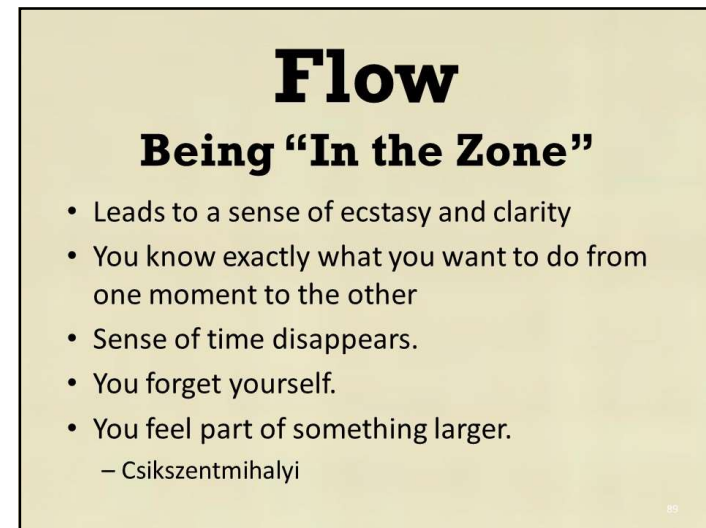 Flow
Being “In the Zone”
• Leads to a sense of ecstasy and clarity
• You know exactly what you want to do from
one moment to the other
• Sense of time disappears.
• You forget yourself.
• You feel part of something larger.
– Csikszentmihalyi
89